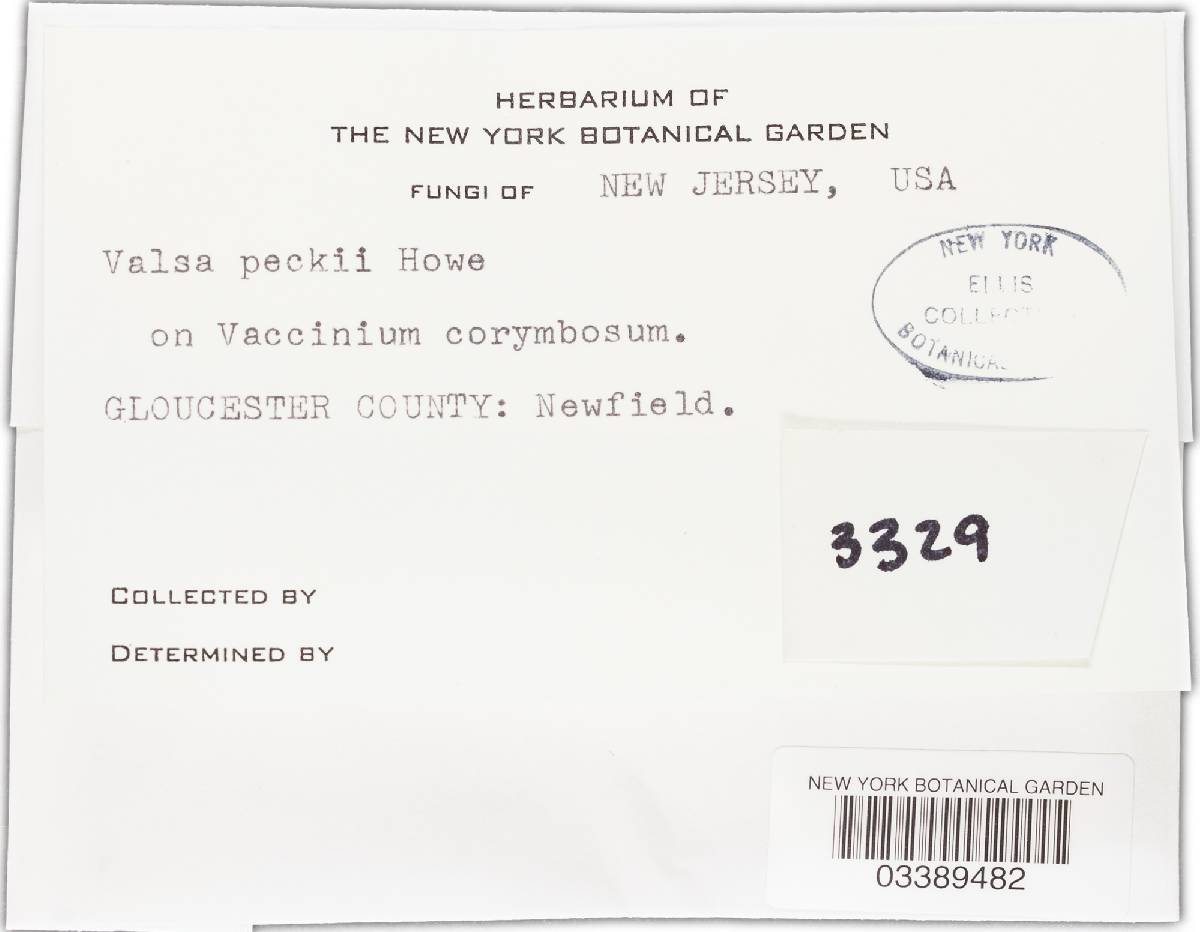 HERBARIUM OF
THE NEW YORK BOTANICAL GARDEN
FUNGI OF NEW JERSEY, USA
Valsa peckii Howe
on Vaccinium corymbosum.
GLOUCESTER COUNTY: Newfield.
NEW YORK
ELLIS
3329
COLLECTED BY
DETERMINED BY
NEW YORK BOTANICAL GARDEN
03389482